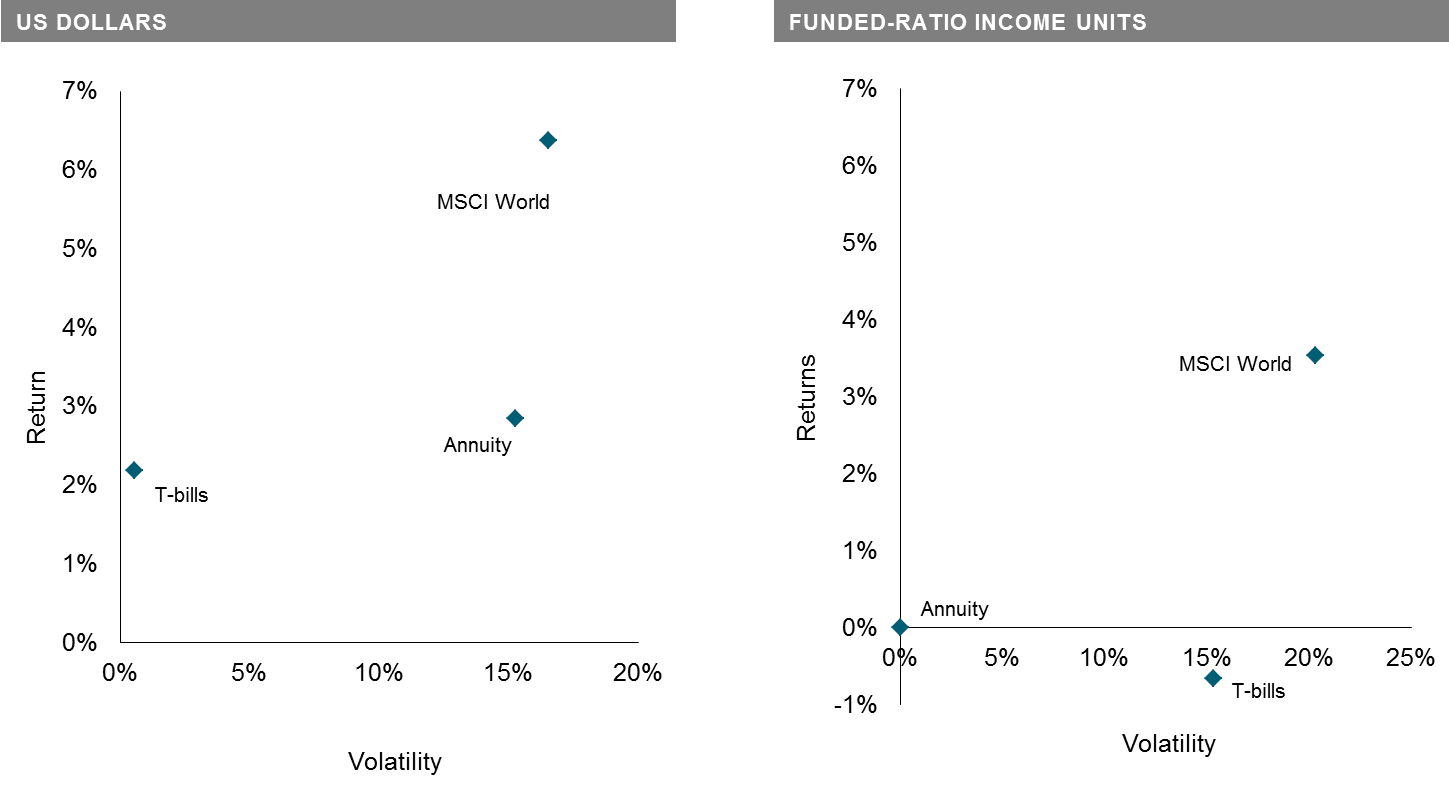 US DOLLARS
7%
6%
MSCI World
5%
4%
Return
3%
Annuity
2%
T-bills
1%
0%
0% 5% 10% 15% 20%
Volatility
FUNDED-RATIO INCOME UNITS
7%
6%
5%
4%
MSCI World
Returns
3%
2%
1%
Annuity
0%
0% 5% 10% 15% 20% 25%
T-bills
-1%
Volatility